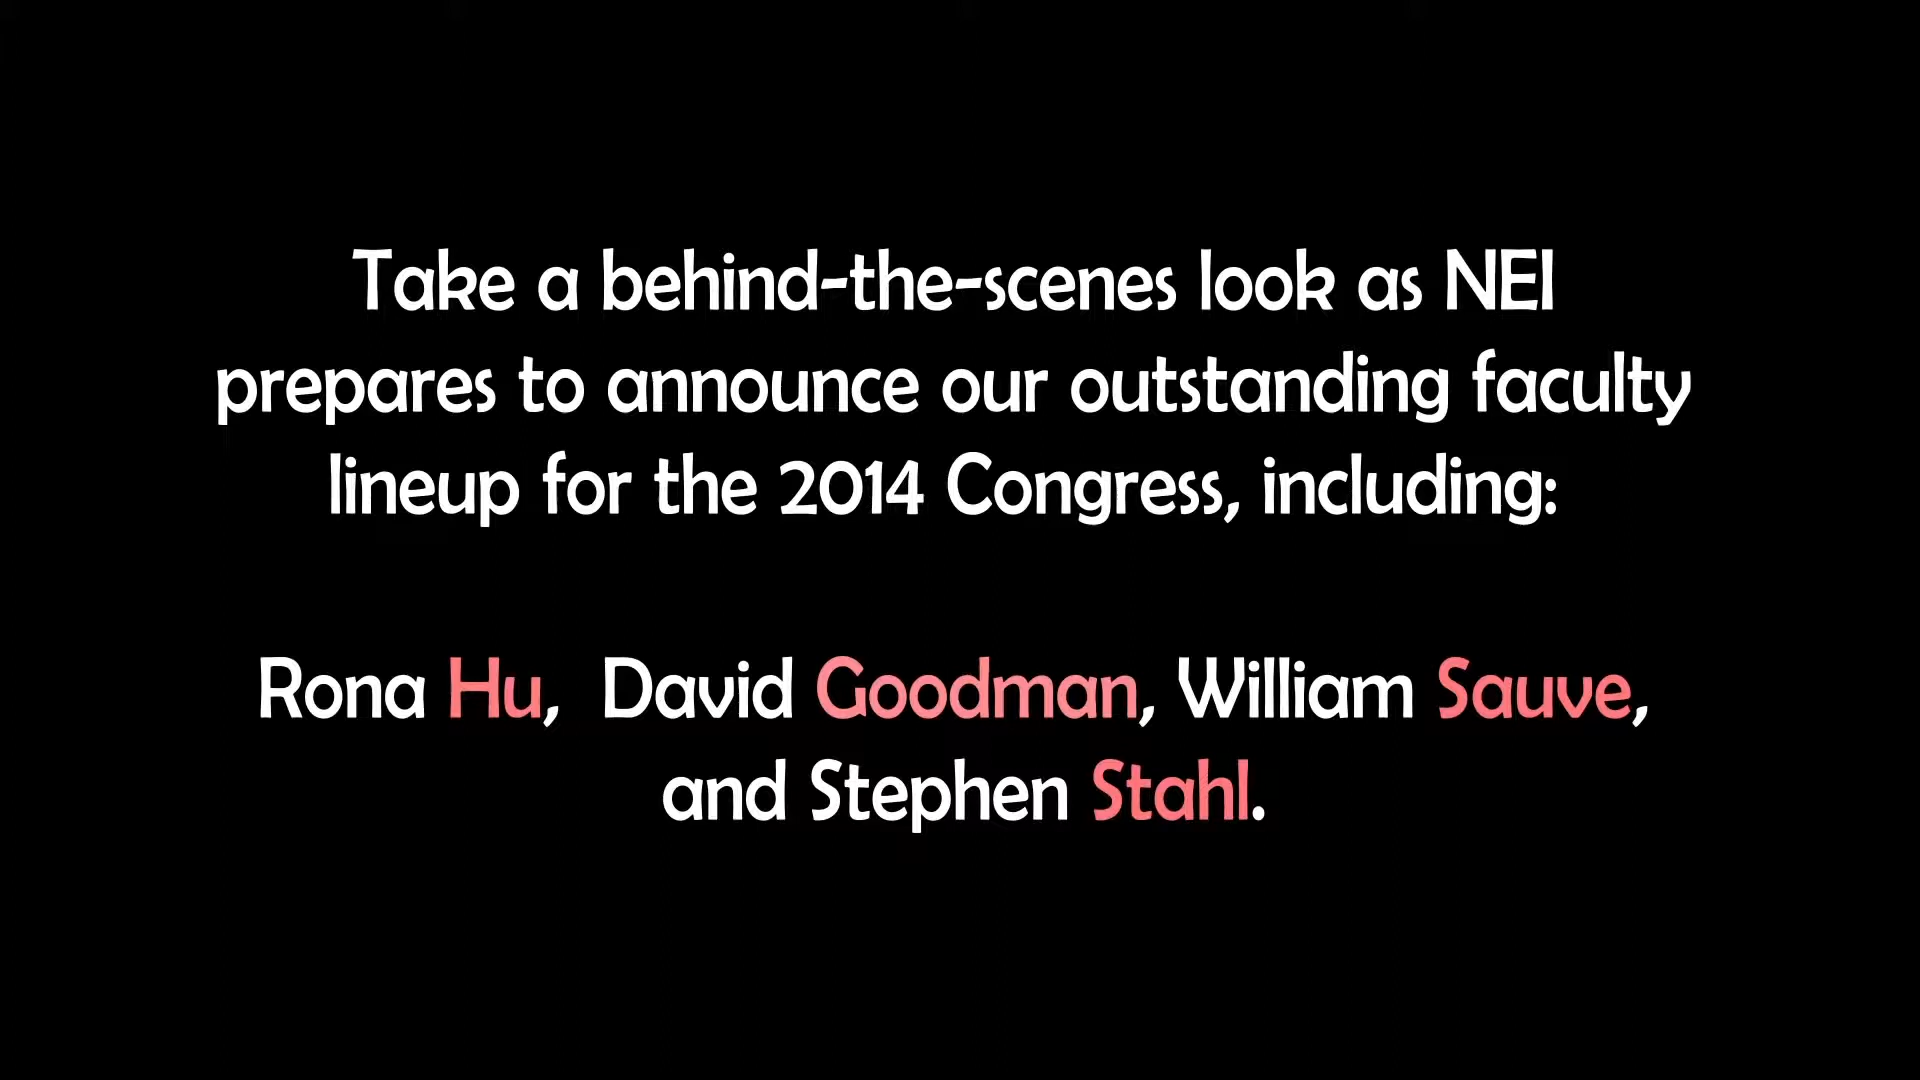 Take a behind-the-scenes look as NEI
prepares to announce our outstanding faculty
lineup for the 2014 Congress, including:
Rona Hu,  David Goodman, William Sauve,
and Stephen Stahl.